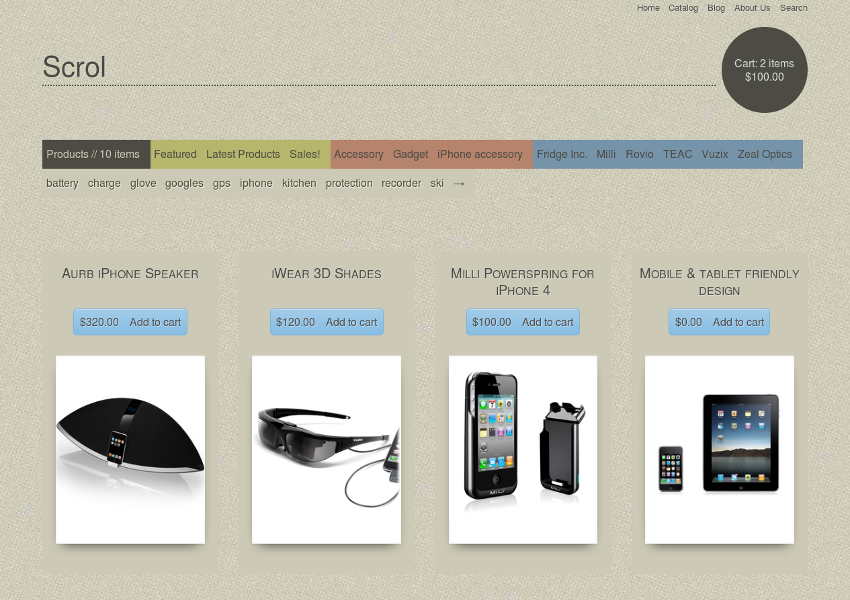 Home Catalog Blog About Us Search
Scrol
Cart: 2 items
$100.00
Products // 10 items Featured Latest Products Sales! Accessory Gadget iPhone accessory Fridge Inc. Milli Rovio TEAC Vuzix Zeal Optics
battery charge glove googles gps iphone kitchen protection recorder ski →
Aurb iPhone Speaker
$320.00 Add to cart
iWear 3D Shades
$120.00 Add to cart
Milli Powerspring for
iPhone 4
$100.00 Add to cart
MiLi
Mobile & tablet friendly
design
$0.00 Add to cart